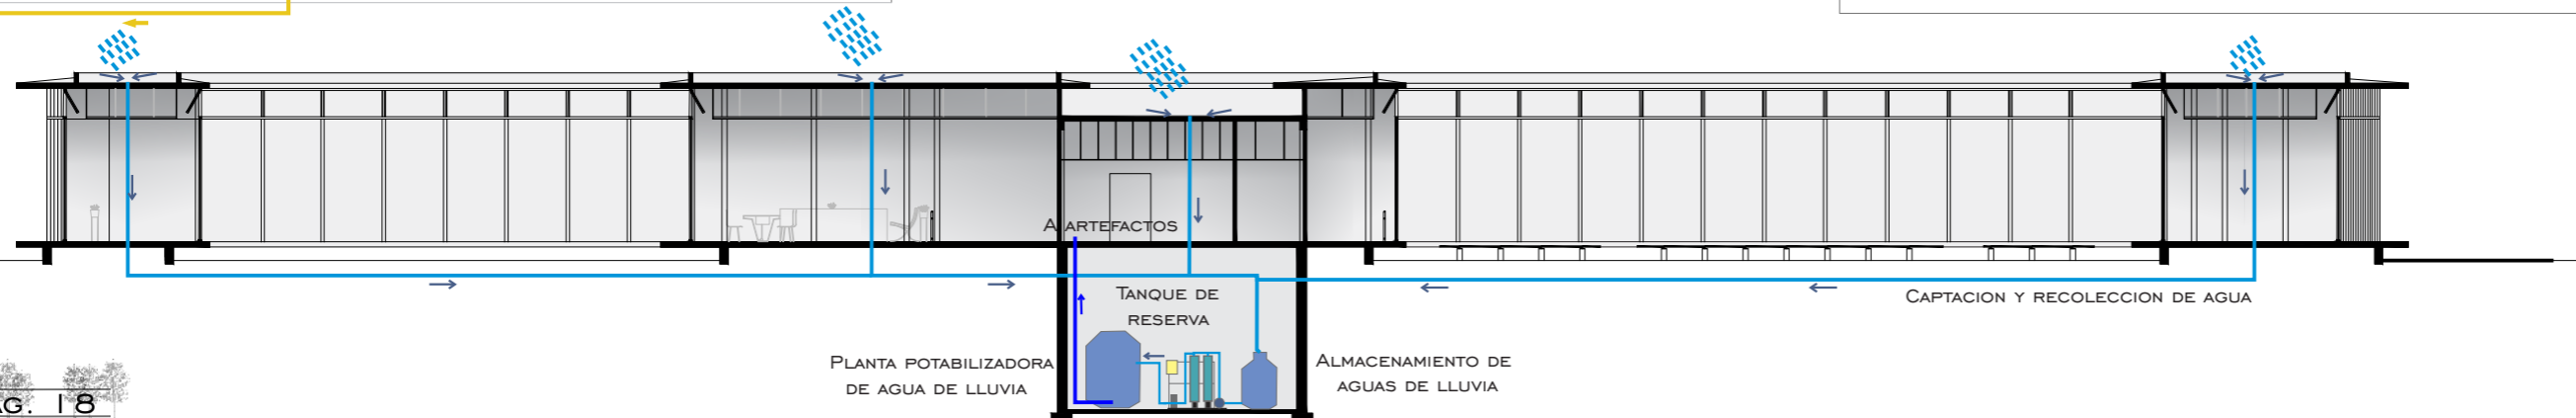 A ARTEFACTOS
TANQUE DE
RESERVA
CAPTACION Y RECOLECCION DE AGUA
PLANTA POTABILIZADORA
DE AGUA DE LLUVIA
ALMACENAMIENTO DE
AGUAS DE LLUVIA
AG. 18